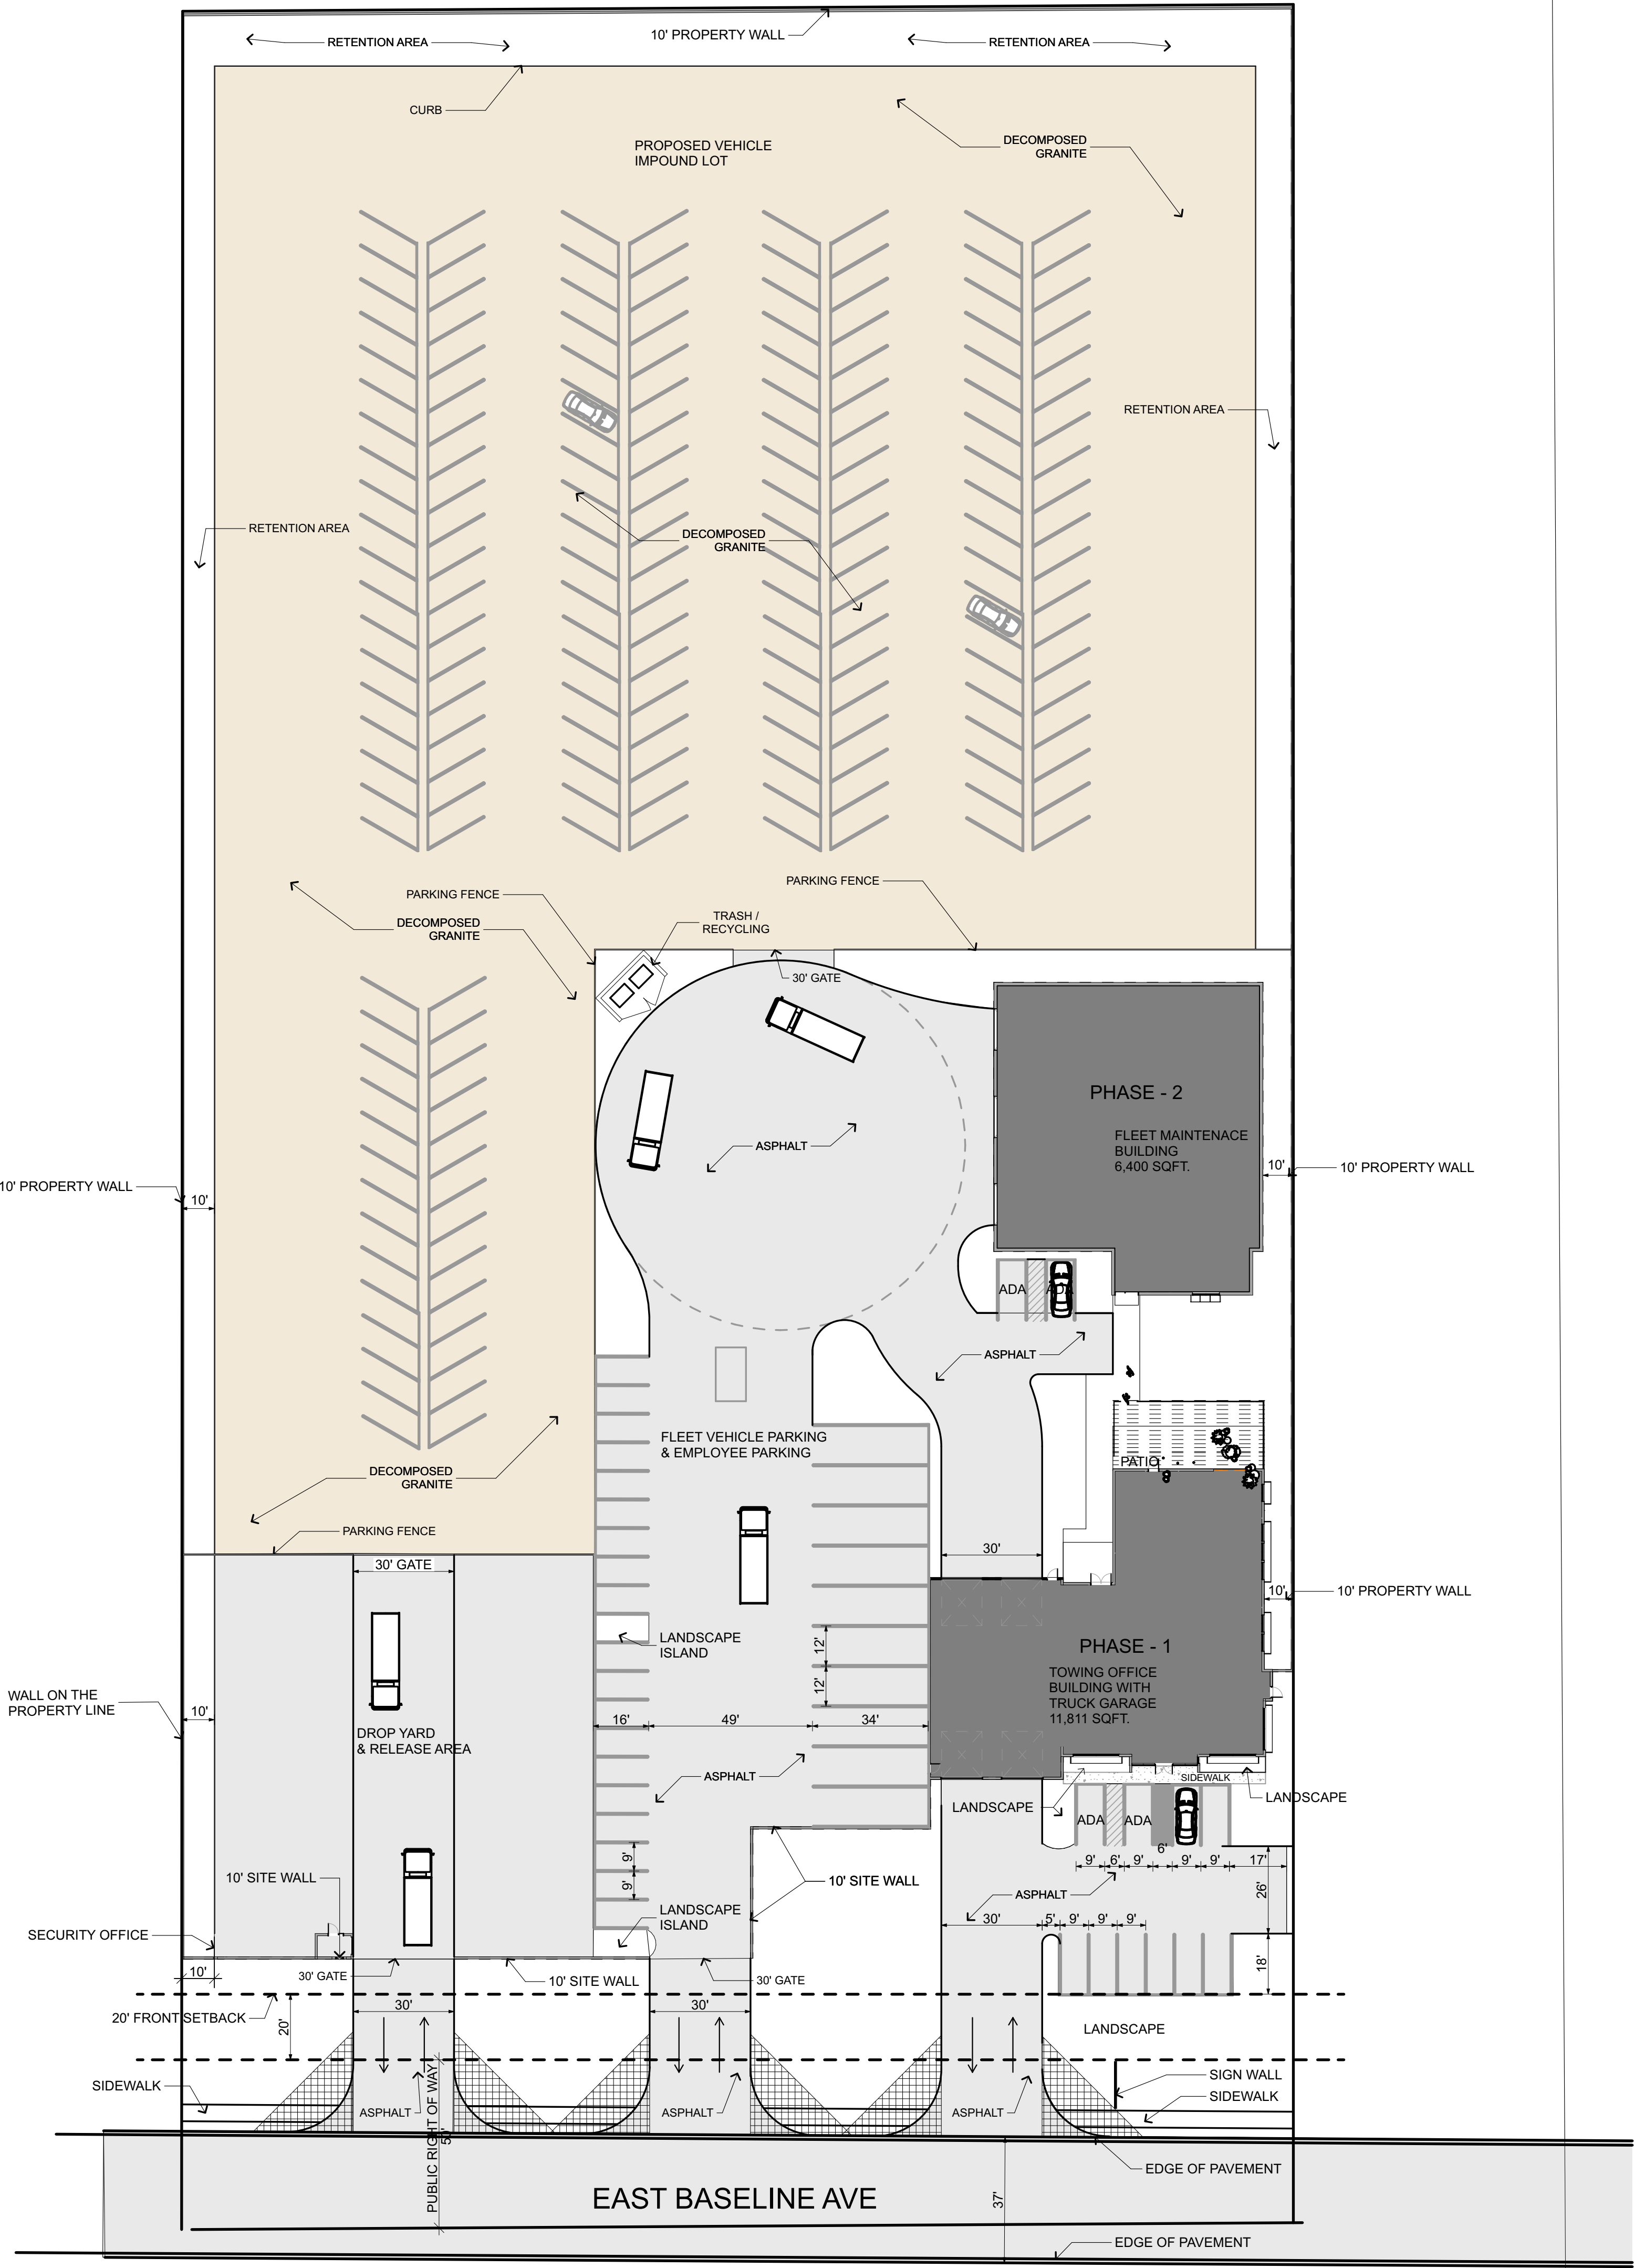 RETENTION AREA
10' PROPERTY WALL
RETENTION AREA
CURB
PROPOSED VEHICLE
IMPOUND LOT
DECOMPOSED
GRANITE
RETENTION AREA
RETENTION AREA
DECOMPOSED
GRANITE
PARKING FENCE
PARKING FENCE
TRASH /
RECYCLING
DECOMPOSED
GRANITE
30' GATE
PHASE - 2
FLEET MAINTENACE
BUILDING
6,400 SQFT.
ASPHALT
10'
10' PROPERTY WALL
10' PROPERTY WALL
10'
ADA
ADA
ASPHALT
FLEET VEHICLE PARKING
& EMPLOYEE PARKING
PATIO
DECOMPOSED
GRANITE
PARKING FENCE
30' GATE
30'
10'
10' PROPERTY WALL
LANDSCAPE
ISLAND
12'
12'
PHASE - 1
TOWING OFFICE
BUILDING WITH
TRUCK GARAGE
11,811 SQFT.
WALL ON THE
PROPERTY LINE
10'
DROP YARD
& RELEASE AREA
16'
49'
34'
ASPHALT
SIDEWALK
LANDSCAPE
LANDSCAPE
ADA
ADA
6'
9'
6'
9'
9'
9'
17'
9'
9'
10' SITE WALL
10' SITE WALL
ASPHALT
26'
LANDSCAPE
ISLAND
30'
5'
9'
9'
9'
SECURITY OFFICE
18'
10'
30' GATE
10' SITE WALL
30' GATE
20' FRONT SETBACK
20'
30'
30'
LANDSCAPE
SIGN WALL
SIDEWALK
SIDEWALK
ASPHALT
ASPHALT
ASPHALT
PUBLIC RIGHT OF WAY
50'
EDGE OF PAVEMENT
EAST BASELINE AVE
37'
EDGE OF PAVEMENT